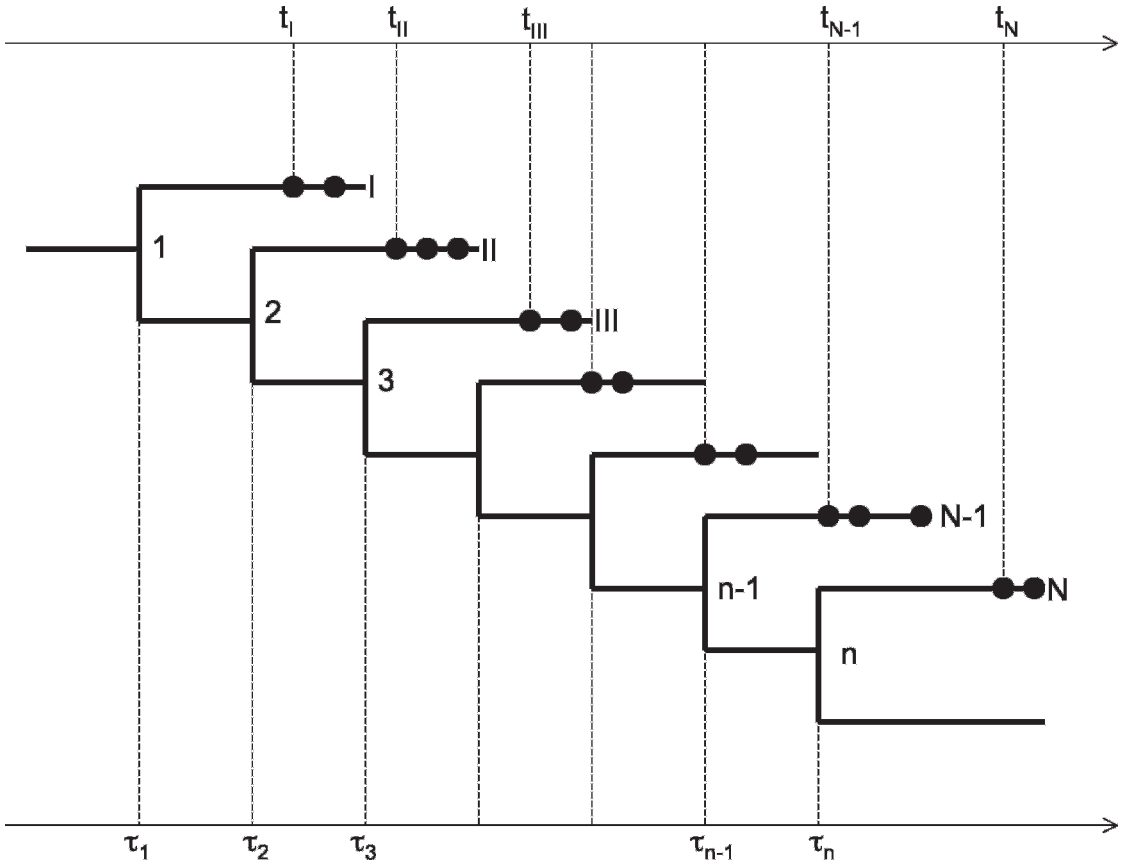 t_I t_II t_III t_N-1 t_N
I
1
II
2
III
3
N-1
n-1
N
n
τ_1 τ_2 τ_3 τ_n-1 τ_n